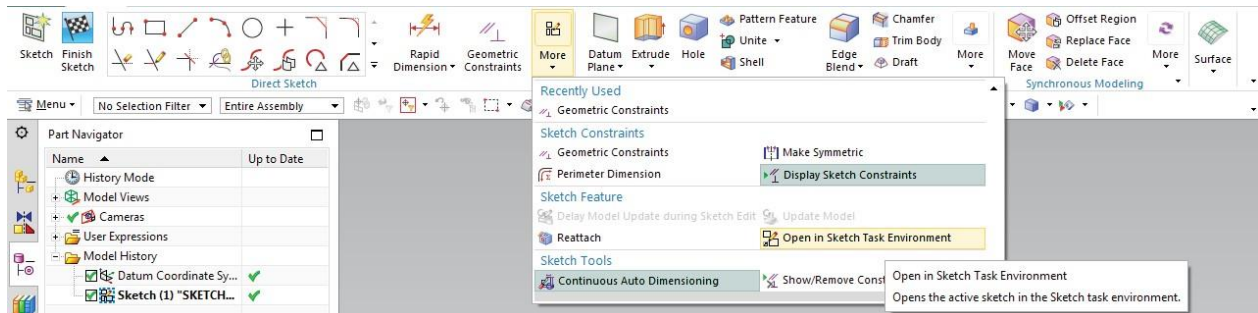 Sketch
Finish Sketch
Direct Sketch
Rapid Dimension
Geometric Constraints
More
Datum Plane
Extrude
Hole
Pattern Feature
Unite
Shell
Edge Blend
Chamfer
Trim Body
Draft
More
Move Face
Offset Region
Replace Face
Delete Face
More
Surface
Synchronous Modeling
Menu
No Selection Filter
Entire Assembly
Part Navigator
Name Up to Date
History Mode
Model Views
Cameras
User Expressions
Model History
Datum Coordinate Sy...
Sketch (1) "SKETCH...
Recently Used
Geometric Constraints
Sketch Constraints
Geometric Constraints Make Symmetric
Perimeter Dimension Display Sketch Constraints
Sketch Feature
Delay Model Update during Sketch Edit Update Model
Reattach Open in Sketch Task Environment
Sketch Tools
Continuous Auto Dimensioning Show/Remove Const
Open in Sketch Task Environment
Opens the active sketch in the Sketch task environment.